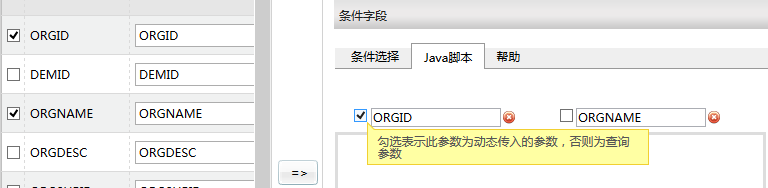 条件字段
条件选择 Java脚本 帮助
ORGID ORGID
DEMID DEMID
ORGNAME ORGNAME
ORGDESC ORGDESC
=>
ORGID ORGNAME
勾选表示此参数为动态传入的参数，否则为查询
参数